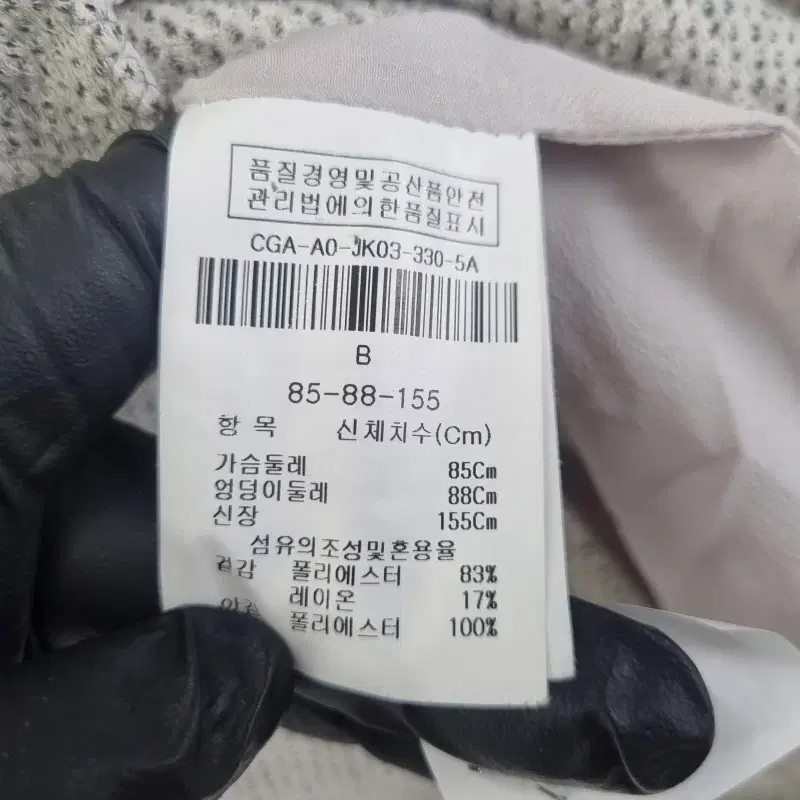 품질경영및공산품안전
관리법에의한품질표시
CGA-A0-JK03-330-5A
B
85-88-155
항 목 신체치수(Cm)
가슴둘레 85Cm
엉덩이둘레 88Cm
신장 155Cm
섬유의조성및혼용율
겉감 폴리에스터 83%
레이온 17%
폴리에스터 100%